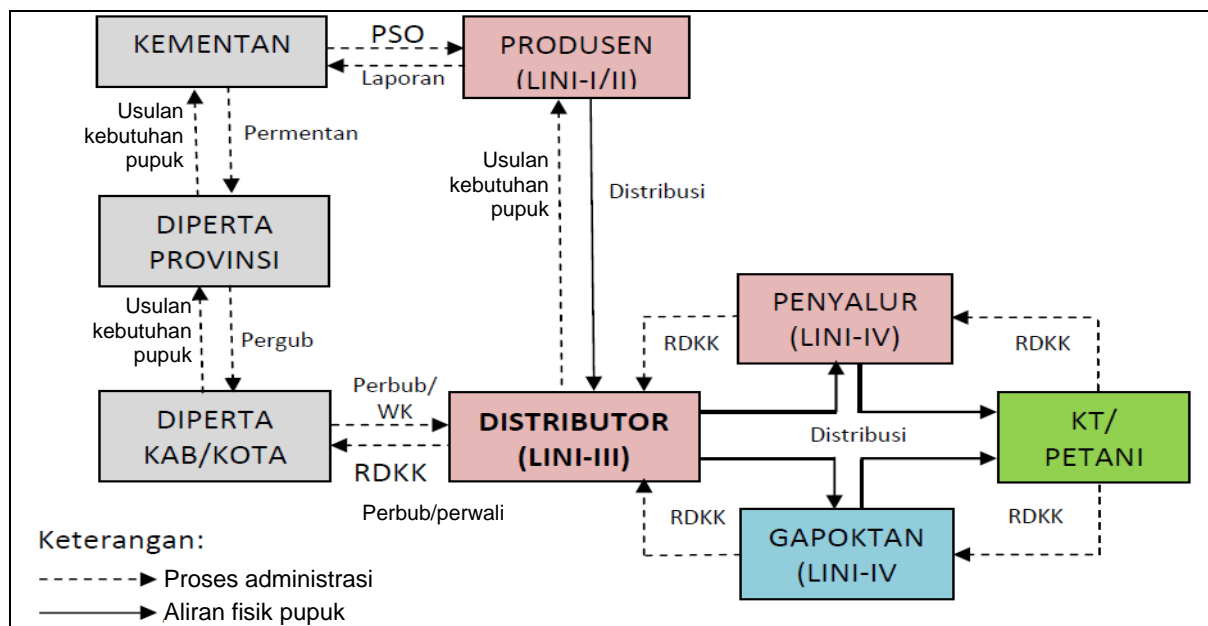 KEMENTAN
PSO
Laporan
PRODUSEN
(LINI-I/II)
Usulan
kebutuhan
pupuk
Permentan
Usulan
kebutuhan
pupuk
Distribusi
DIPERTA
PROVINSI
Usulan
kebutuhan
pupuk
Pergub
PENYALUR
(LINI-IV)
RDKK
RDKK
DIPERTA
KAB/KOTA
Perbub/
WK
RDKK
Perbub/perwali
DISTRIBUTOR
(LINI-III)
Distribusi
KT/
PETANI
RDKK
RDKK
GAPOKTAN
(LINI-IV
Keterangan:
Proses administrasi
Aliran fisik pupuk